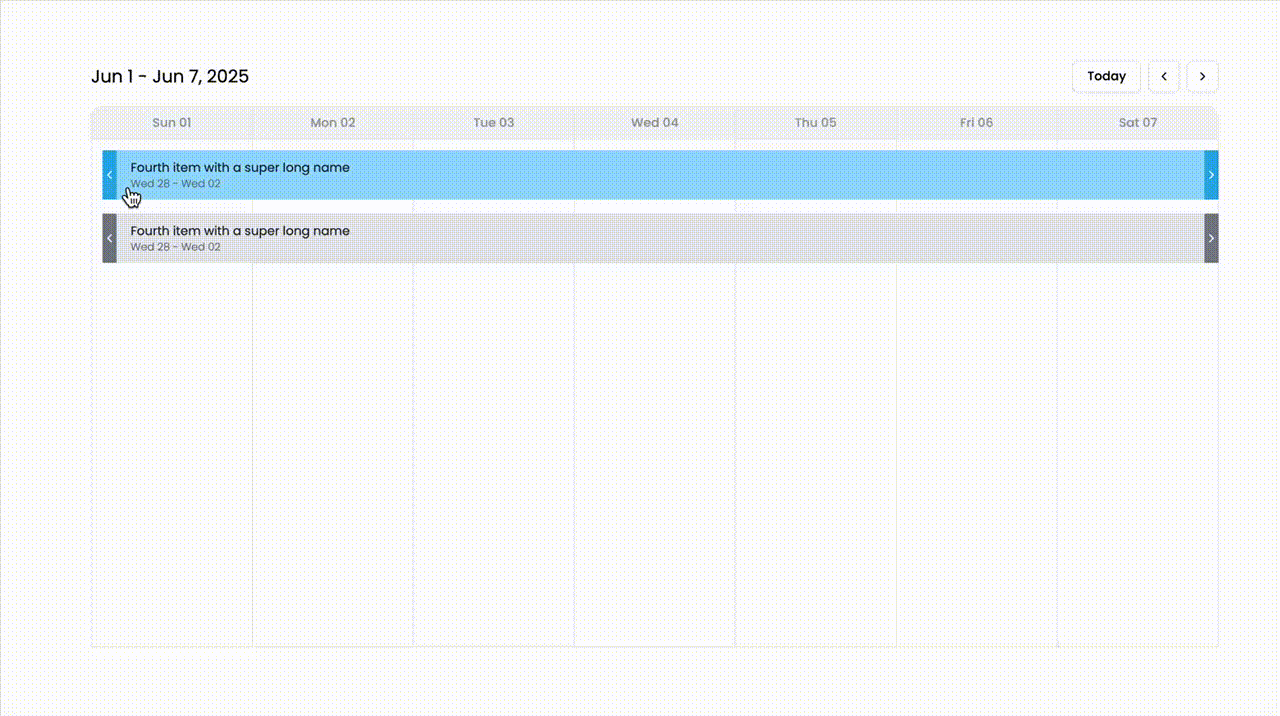 Jun 1 - Jun 7, 2025
Today
Sun 01 Mon 02 Tue 03 Wed 04 Thu 05 Fri 06 Sat 07
Fourth item with a super long name
Wed 28 - Wed 02
Fourth item with a super long name
Wed 28 - Wed 02